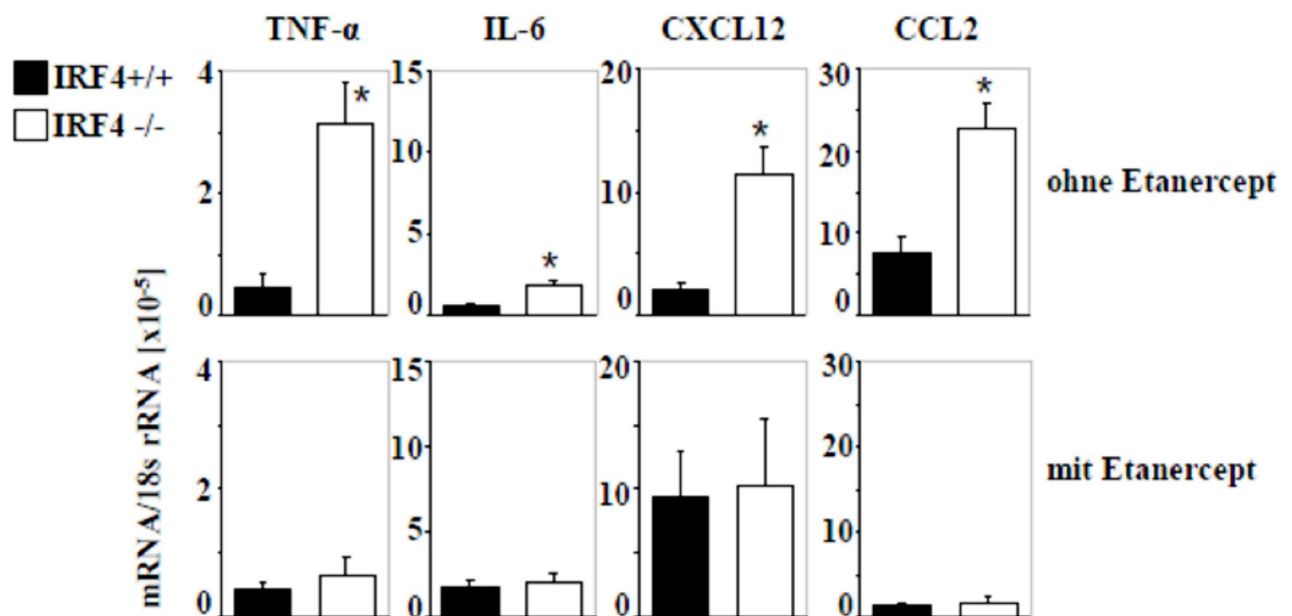 TNF-α IL-6 CXCL12 CCL2
IRF4+/+
IRF4 -/-
4 15 20 30
* * * *
10 20
2 10
5 10
0 0 0 0
ohne Etanercept
mRNA/18s rRNA [x10⁻⁵]
4 15 20 30
10 20
2 10
5 10
0 0 0 0
mit Etanercept